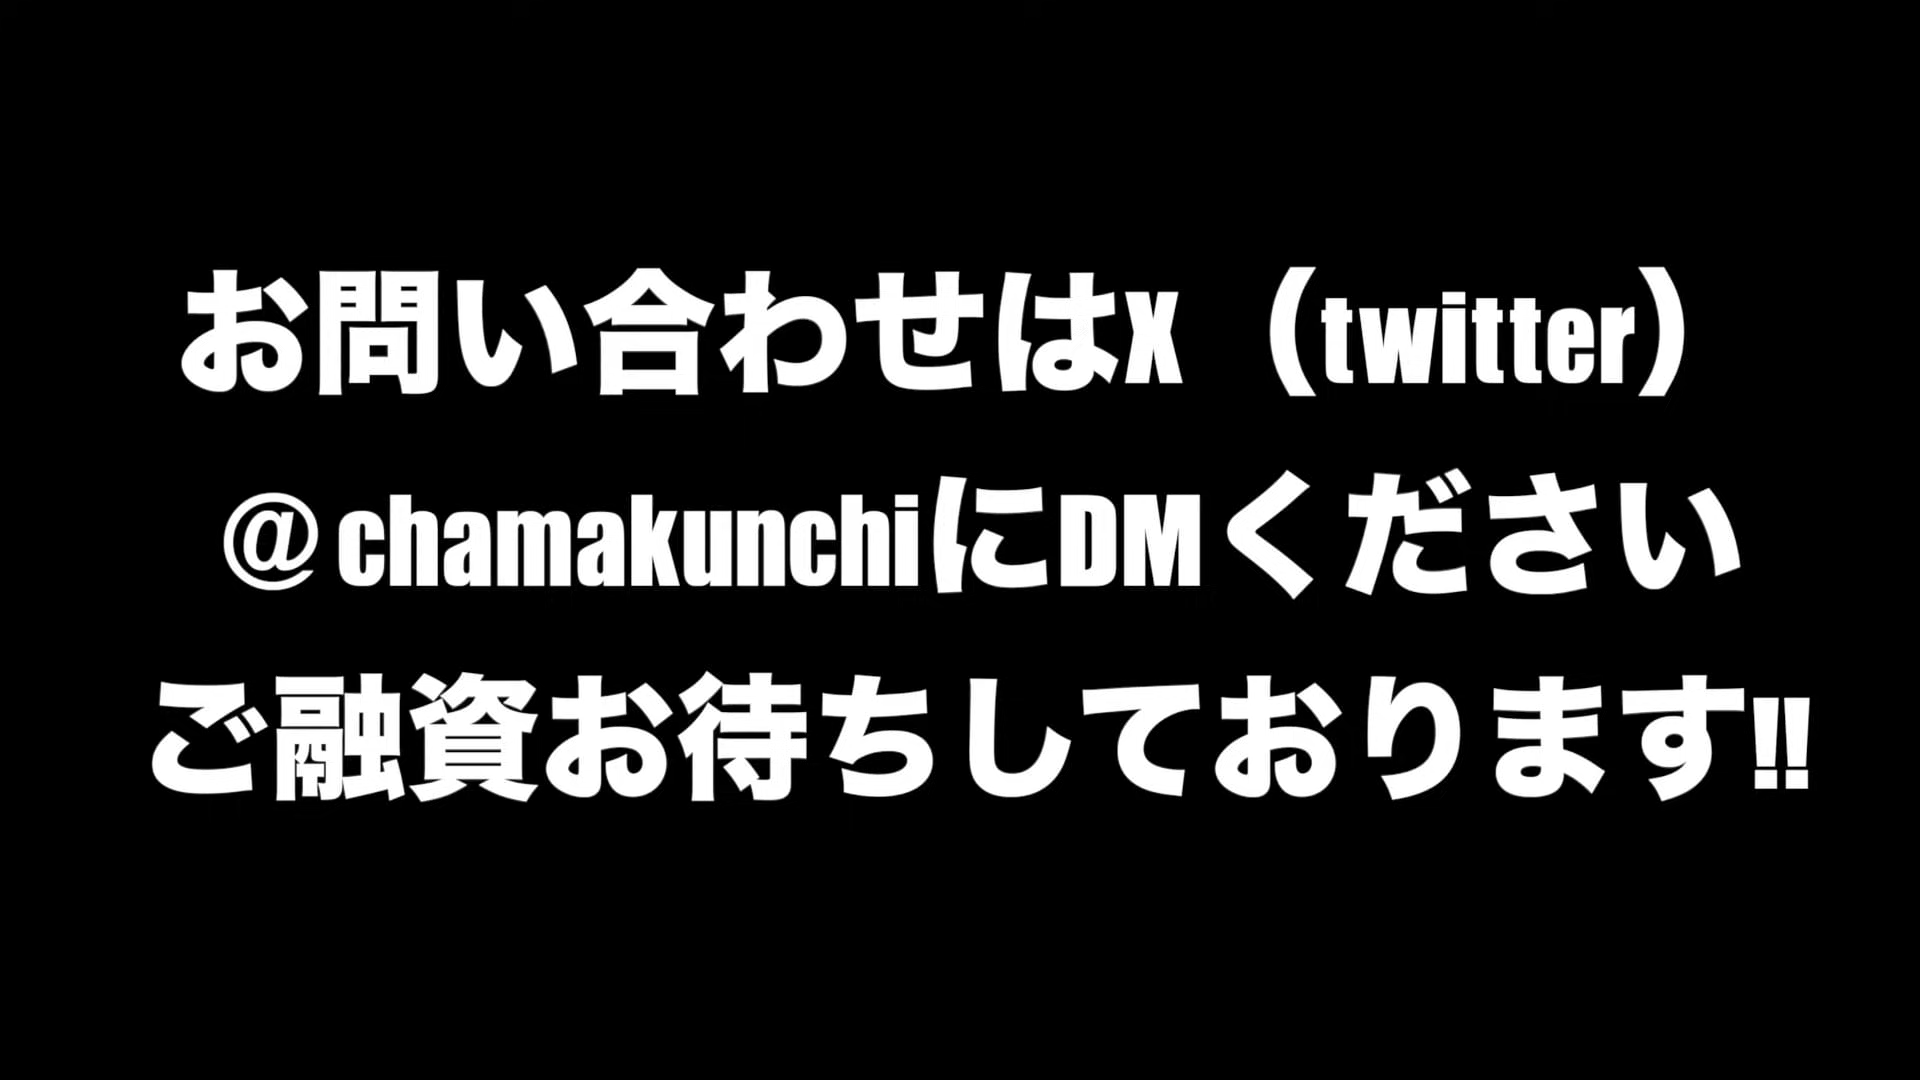 お問い合わせはX（twitter）
@chamakunchiにDMください
ご融資お待ちしております!!